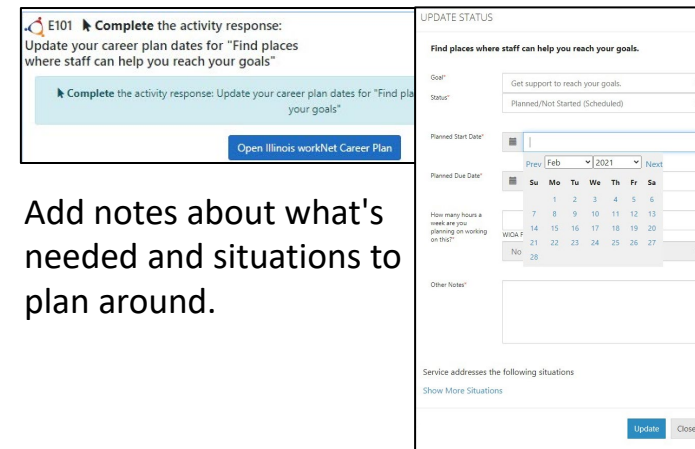 E101 Complete the activity response:
Update your career plan dates for "Find places
where staff can help you reach your goals"
Complete the activity response: Update your career plan dates for "Find
your goals"
Open Illinois workNet Career Plan
Add notes about what's
needed and situations to
plan around.
UPDATE STATUS
Find places where staff can help you reach your goals.
Goal*
Get support to reach your goals.
Status*
Planned/Not Started (Scheduled)
Planned Start Date*
Prev Feb 2021 Next
Planned Due Date*
Su Mo Tu We Th Fr Sa
1 2 3 4 5 6
7 8 9 10 11 12 13
14 15 16 17 18 19 20
21 22 23 24 25 26 27
28
How many hours a
week are you
planning on working
on this?*
WIOA
No
Other Notes*
Service addresses the following situations
Show More Situations
Update Close